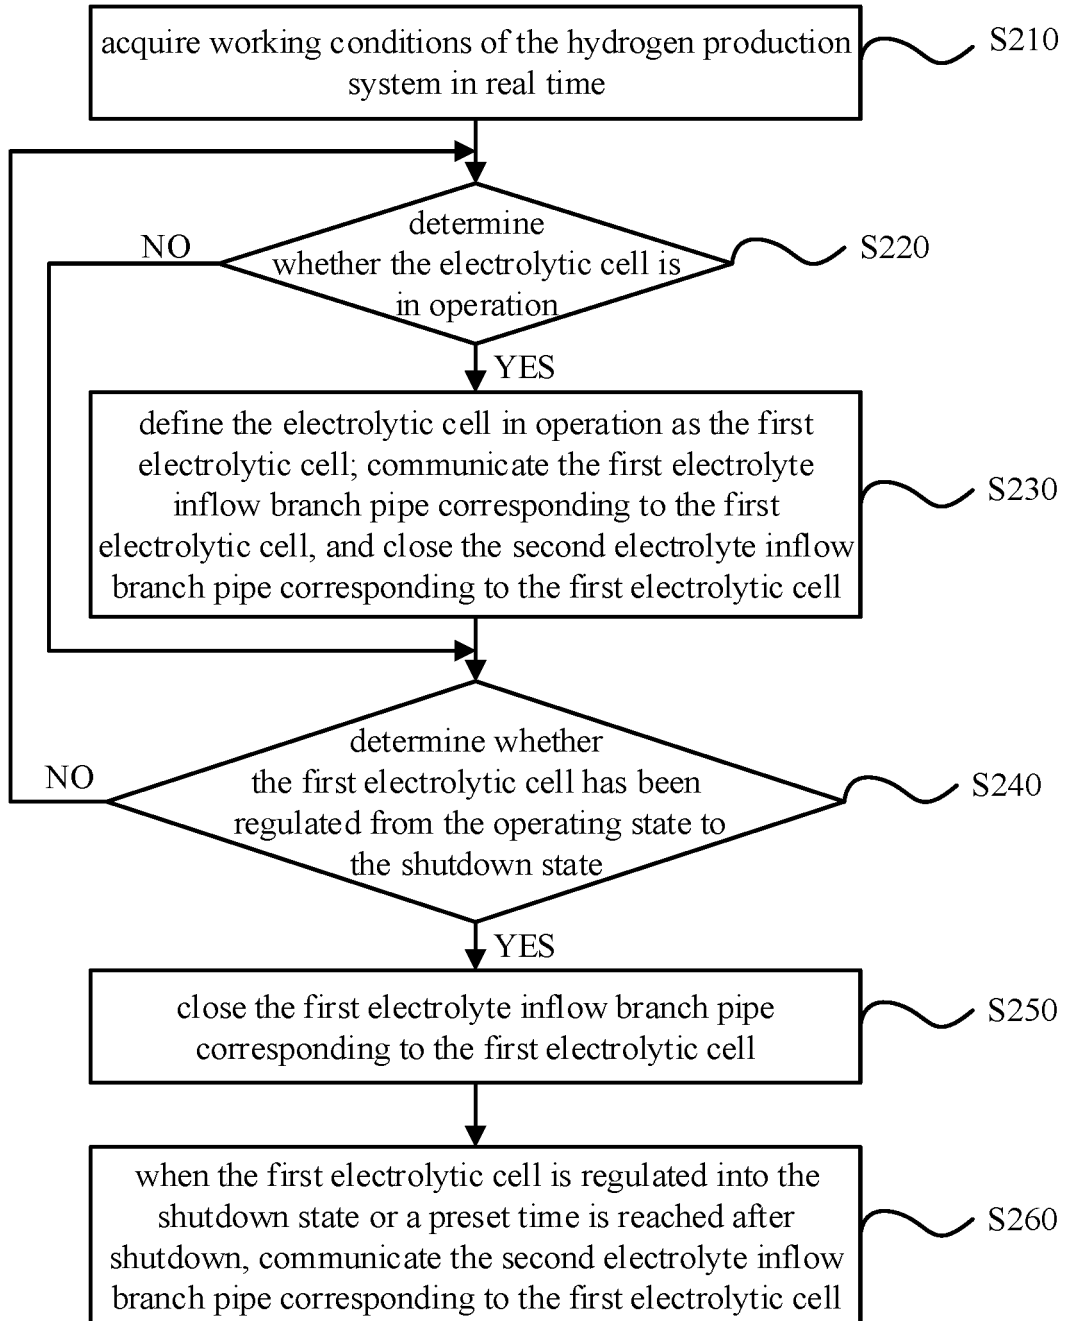 acquire working conditions of the hydrogen production
system in real time
S210
determine
whether the electrolytic cell is
in operation
S220
NO
YES
define the electrolytic cell in operation as the first
electrolytic cell; communicate the first electrolyte
inflow branch pipe corresponding to the first
electrolytic cell, and close the second electrolyte inflow
branch pipe corresponding to the first electrolytic cell
S230
determine whether
the first electrolytic cell has been
regulated from the operating state to
the shutdown state
S240
NO
YES
close the first electrolyte inflow branch pipe
corresponding to the first electrolytic cell
S250
when the first electrolytic cell is regulated into the
shutdown state or a preset time is reached after
shutdown, communicate the second electrolyte inflow
branch pipe corresponding to the first electrolytic cell
S260